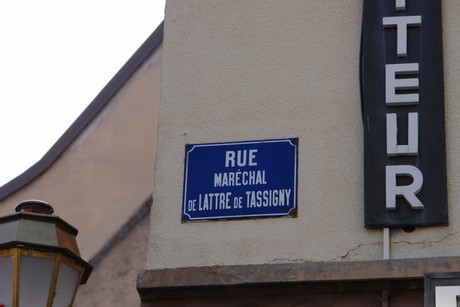 RUE
MARÉCHAL
DE LATTRE DE TASSIGNY
TEUR